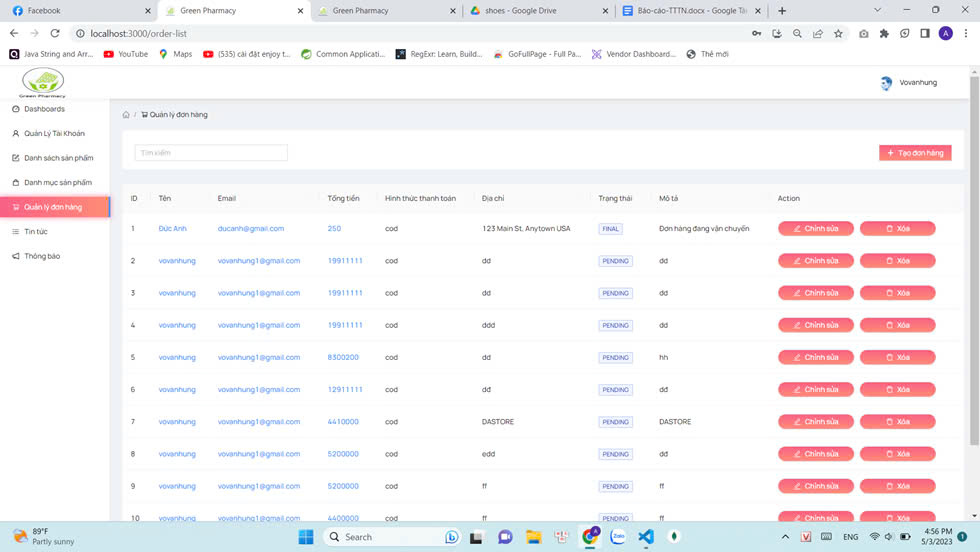 Facebook
Green Pharmacy
Green Pharmacy
shoes - Google Drive
Báo-cáo-TTTN.docx - Google Tài
localhost:3000/order-list
Java String and Arr...
YouTube
Maps
(535) cài đặt enjoy t...
Common Applicati...
RegExr: Learn, Build...
GoFullPage - Full Pa...
Vendor Dashboard...
Thẻ mới
Green Pharmacy
Vovanhung
Dashboards
Quản Lý Tài Khoản
Danh sách sản phẩm
Danh mục sản phẩm
Quản lý đơn hàng
Tin tức
Thông báo
/ Quản lý đơn hàng
Tìm kiếm
+ Tạo đơn hàng
ID Tên Email Tổng tiền Hình thức thanh toán Địa chỉ Trạng thái Mô tả Action
1 Đức Anh ducanh@gmail.com 250 cod 123 Main St, Anytown USA FINAL Đơn hàng đang vận chuyển Chỉnh sửa Xóa
2 vovanhung vovanhung1@gmail.com 19911111 cod dd PENDING dd Chỉnh sửa Xóa
3 vovanhung vovanhung1@gmail.com 19911111 cod dd PENDING dd Chỉnh sửa Xóa
4 vovanhung vovanhung1@gmail.com 19911111 cod ddd PENDING dd Chỉnh sửa Xóa
5 vovanhung vovanhung1@gmail.com 8300200 cod dd PENDING hh Chỉnh sửa Xóa
6 vovanhung vovanhung1@gmail.com 12911111 cod dđ PENDING dđ Chỉnh sửa Xóa
7 vovanhung vovanhung1@gmail.com 4410000 cod DASTORE PENDING DASTORE Chỉnh sửa Xóa
8 vovanhung vovanhung1@gmail.com 5200000 cod edd PENDING dd Chỉnh sửa Xóa
9 vovanhung vovanhung1@gmail.com 5200000 cod ff PENDING ff Chỉnh sửa Xóa
10 vovanhung vovanhung1@gmail.com 4400000 cod ff PENDING ff Chỉnh sửa Xóa
89°F
Partly sunny
Search
Zalo
ENG
4:56 PM
5/3/2023
1